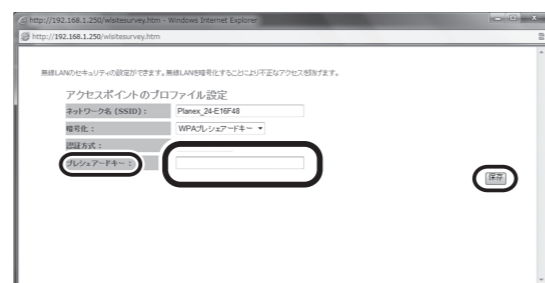 http://192.168.1.250/wlsitesurvey.htm - Windows Internet Explorer
http://192.168.1.250/wlsitesurvey.htm
無線LANのセキュリティの設定ができます。無線LANを暗号化することにより不正なアクセスを防げます。
アクセスポイントのプロファイル設定
ネットワーク名 (SSID)： Planex_24-E16F48
暗号化： WPAプレシェアードキー
認証方式：
プレシェアードキー：
保存